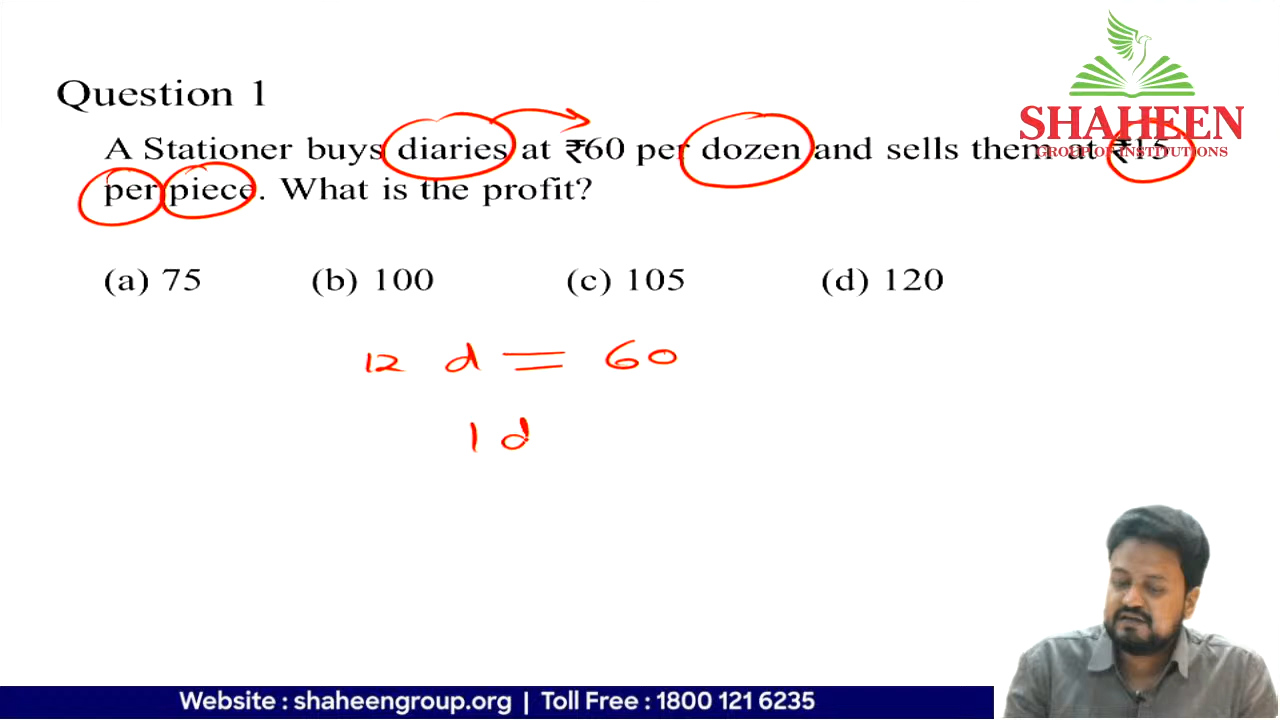 SHAHEEN
GROUP OF INSTITUTIONS
Question 1
A Stationer buys diaries at ₹60 per dozen and sells them at ₹15
per piece. What is the profit?
(a) 75 (b) 100 (c) 105 (d) 120
12 d = 60
1 d
Website : shaheengroup.org | Toll Free : 1800 121 6235